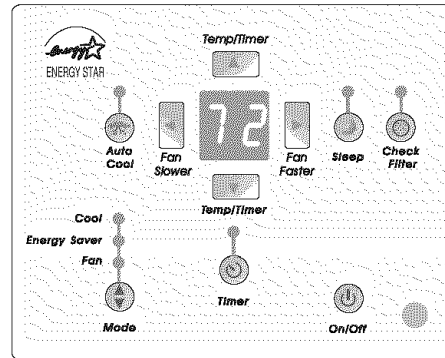 Temp/Timer
energy
ENERGY STAR
72
Auto
Cool
Fan
Slower
Fan
Faster
Sleep
Check
Filter
Temp/Timer
Cool
Energy Saver
Fan
Mode
Timer
On/Off